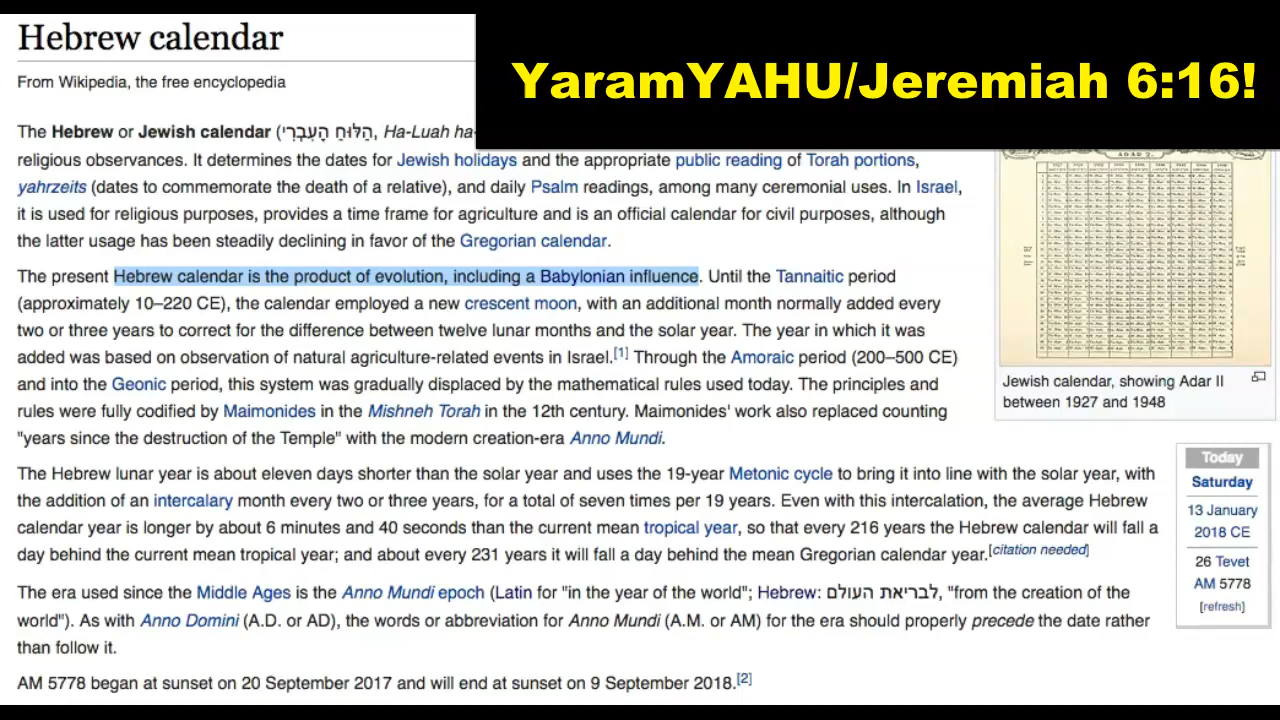 Hebrew calendar
YaramYAHU/Jeremiah 6:16!
From Wikipedia, the free encyclopedia
The Hebrew or Jewish calendar (הַלּוּחַ הָעִבְרִי, Ha-Luah ha-
religious observances. It determines the dates for Jewish holidays and the appropriate public reading of Torah portions,
yahrzeits (dates to commemorate the death of a relative), and daily Psalm readings, among many ceremonial uses. In Israel,
it is used for religious purposes, provides a time frame for agriculture and is an official calendar for civil purposes, although
the latter usage has been steadily declining in favor of the Gregorian calendar.
The present Hebrew calendar is the product of evolution, including a Babylonian influence. Until the Tannaitic period
(approximately 10–220 CE), the calendar employed a new crescent moon, with an additional month normally added every
two or three years to correct for the difference between twelve lunar months and the solar year. The year in which it was
added was based on observation of natural agriculture-related events in Israel.[1] Through the Amoraic period (200–500 CE)
and into the Geonic period, this system was gradually displaced by the mathematical rules used today. The principles and
rules were fully codified by Maimonides in the Mishneh Torah in the 12th century. Maimonides' work also replaced counting
"years since the destruction of the Temple" with the modern creation-era Anno Mundi.
ADAR 2.
Jewish calendar, showing Adar II
between 1927 and 1948
The Hebrew lunar year is about eleven days shorter than the solar year and uses the 19-year Metonic cycle to bring it into line with the solar year, with
the addition of an intercalary month every two or three years, for a total of seven times per 19 years. Even with this intercalation, the average Hebrew
calendar year is longer by about 6 minutes and 40 seconds than the current mean tropical year, so that every 216 years the Hebrew calendar will fall a
day behind the current mean tropical year; and about every 231 years it will fall a day behind the mean Gregorian calendar year.[citation needed]
The era used since the Middle Ages is the Anno Mundi epoch (Latin for "in the year of the world"; Hebrew: לבריאת העולם, "from the creation of the
world"). As with Anno Domini (A.D. or AD), the words or abbreviation for Anno Mundi (A.M. or AM) for the era should properly precede the date rather
than follow it.
AM 5778 began at sunset on 20 September 2017 and will end at sunset on 9 September 2018.[2]
Today
Saturday
13 January
2018 CE
26 Tevet
AM 5778
[refresh]